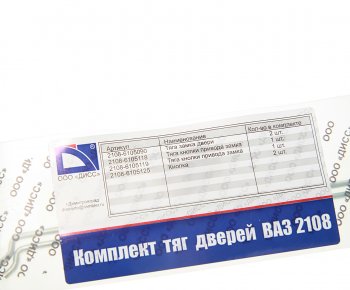 Артикул Наименование Кол-во в комплекте
2108-6105090 Тяга замка двери 2 шт.
2108-6105118 Тяга кнопки привода замка 1 шт.
2108-6105119 Тяга кнопки привода замка 1 шт.
2108-6105125 Кнопка 2 шт.
ООО «ДИСС»
г.Димитровград
Комплект тяг дверей ВАЗ 2108